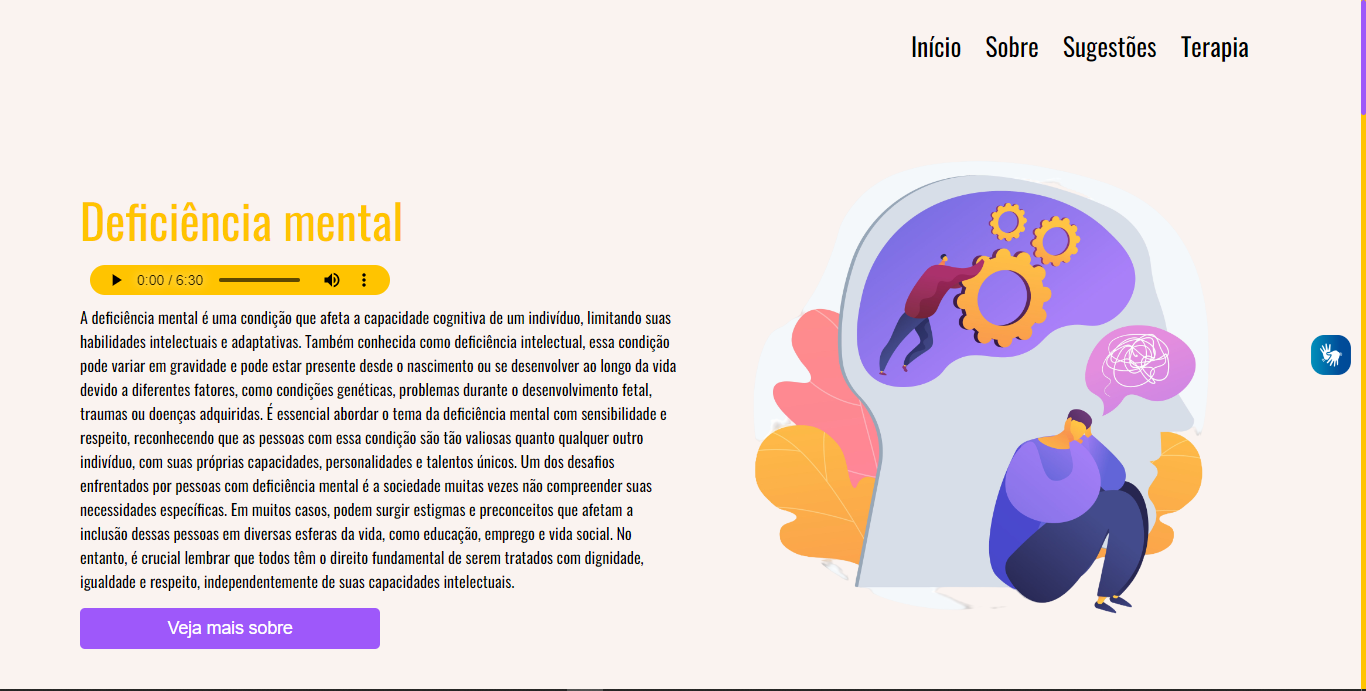 Início Sobre Sugestões Terapia
Deficiência mental
0:00 / 6:30
A deficiência mental é uma condição que afeta a capacidade cognitiva de um indivíduo, limitando suas
habilidades intelectuais e adaptativas. Também conhecida como deficiência intelectual, essa condição
pode variar em gravidade e pode estar presente desde o nascimento ou se desenvolver ao longo da vida
devido a diferentes fatores, como condições genéticas, problemas durante o desenvolvimento fetal,
traumas ou doenças adquiridas. É essencial abordar o tema da deficiência mental com sensibilidade e
respeito, reconhecendo que as pessoas com essa condição são tão valiosas quanto qualquer outro
indivíduo, com suas próprias capacidades, personalidades e talentos únicos. Um dos desafios
enfrentados por pessoas com deficiência mental é a sociedade muitas vezes não compreender suas
necessidades específicas. Em muitos casos, podem surgir estigmas e preconceitos que afetam a
inclusão dessas pessoas em diversas esferas da vida, como educação, emprego e vida social. No
entanto, é crucial lembrar que todos têm o direito fundamental de serem tratados com dignidade,
igualdade e respeito, independentemente de suas capacidades intelectuais.
Veja mais sobre